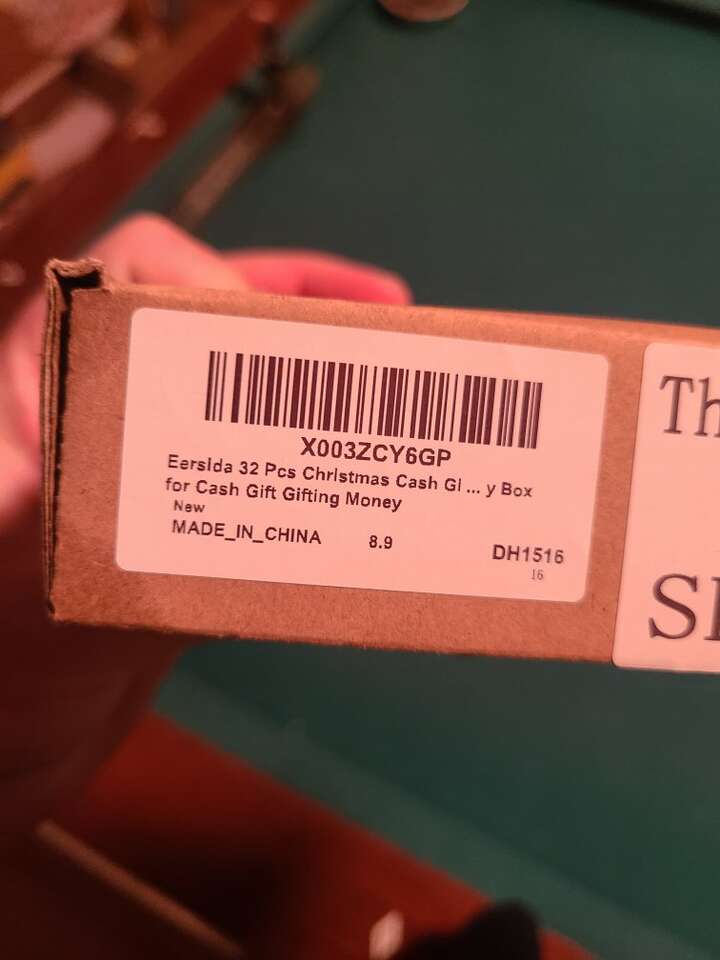 X003ZCY6GP
Eersida 32 Pcs Christmas Cash Gi ... y Box
for Cash Gift Gifting Money
New
MADE_IN_CHINA 8.9
DH1516
16
Th